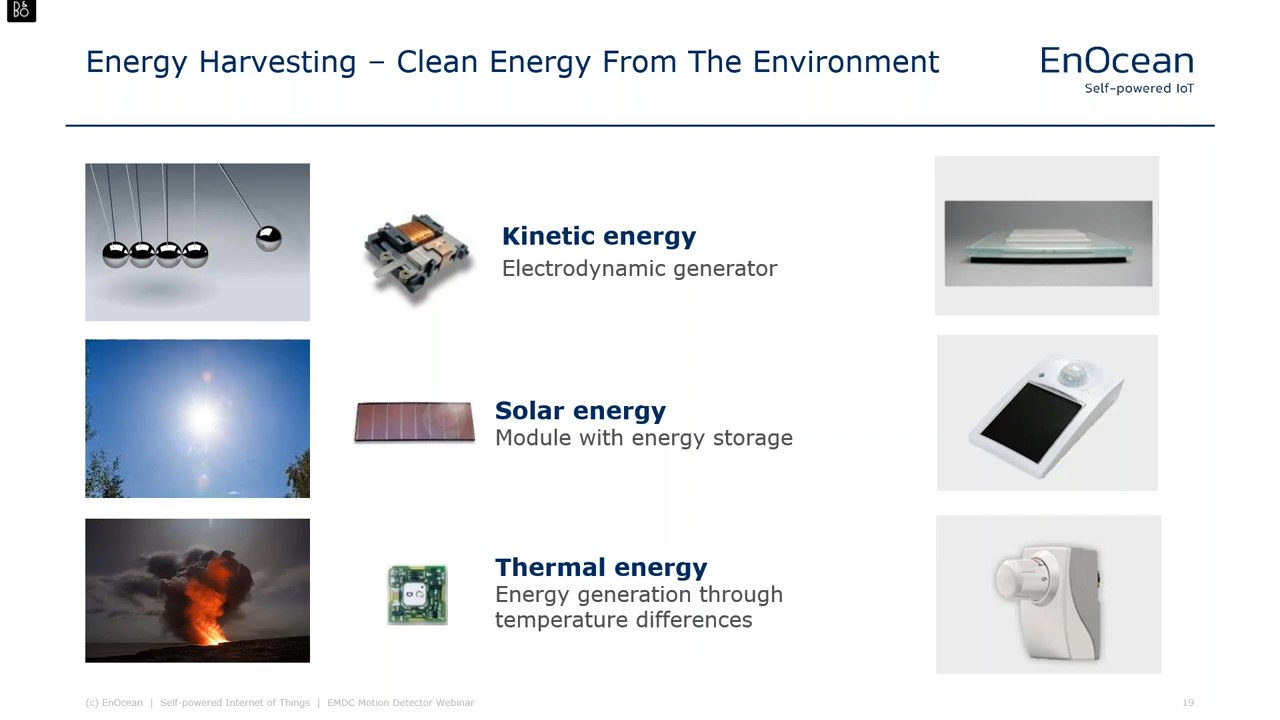 B&
BO
Energy Harvesting – Clean Energy From The Environment
EnOcean
Self-powered IoT
Kinetic energy
Electrodynamic generator
Solar energy
Module with energy storage
Thermal energy
Energy generation through
temperature differences
(c) EnOcean | Self-powered Internet of Things | EMDC Motion Detector Webinar
19